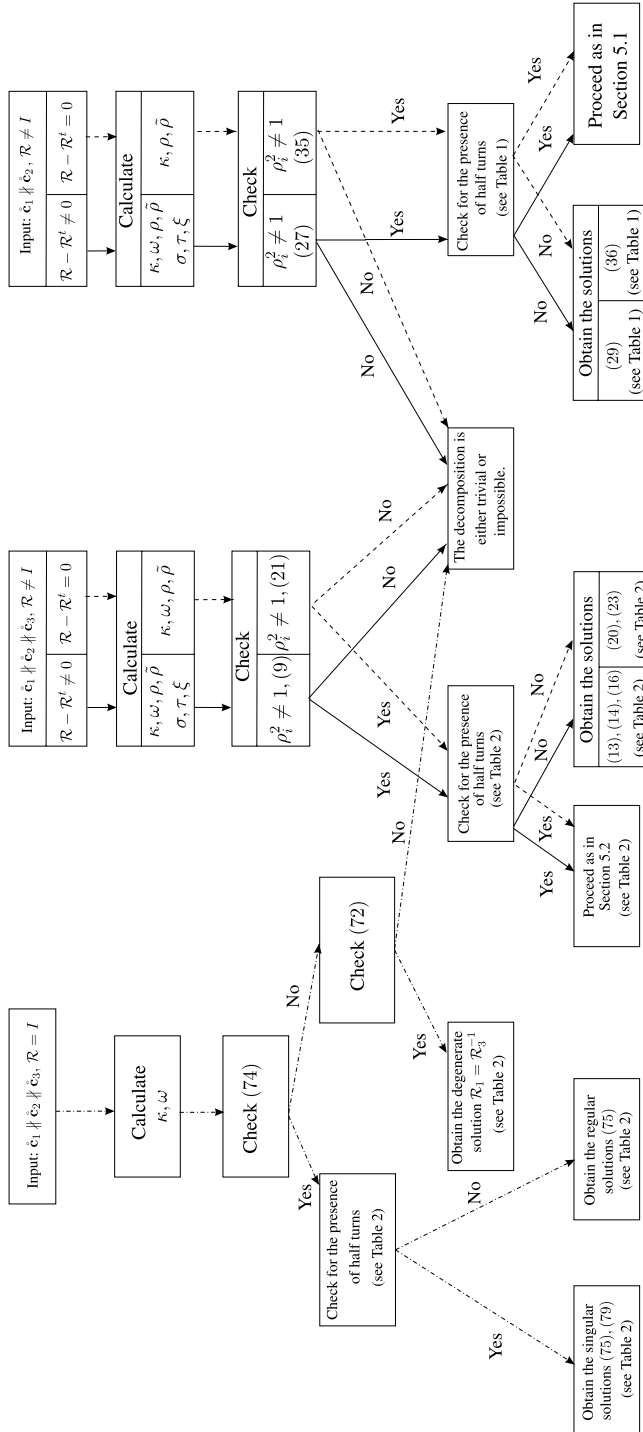 Input: ĉ₁ ∦ ĉ₂ ∦ ĉ₃, ℛ = I
Calculate
κ, ω
Check (74)
Yes
No
Check for the presence
of half turns
(see Table 2)
Check (72)
Yes
No
Yes
No
Obtain the singular
solutions (75), (79)
(see Table 2)
Obtain the regular
solutions (75)
(see Table 2)
Obtain the degenerate
solution ℛ₁ = ℛ₃⁻¹
(see Table 2)
Input: ĉ₁ ∦ ĉ₂ ∦ ĉ₃, ℛ ≠ I
ℛ − ℛᵗ ≠ 0
ℛ − ℛᵗ = 0
Calculate
κ, ω, ρ, ρ̃
σ, τ, ξ
κ, ω, ρ, ρ̃
Check
ρᵢ² ≠ 1, (9)
ρᵢ² ≠ 1, (21)
Yes
Yes
No
No
Check for the presence
of half turns
(see Table 2)
Yes
Yes
No
No
Proceed as in
Section 5.2
(see Table 2)
Obtain the solutions
(13), (14), (16)
(see Table 2)
(20), (23)
(see Table 2)
The decomposition is
either trivial or
impossible.
Input: ĉ₁ ∦ ĉ₂, ℛ ≠ I
ℛ − ℛᵗ ≠ 0
ℛ − ℛᵗ = 0
Calculate
κ, ω, ρ, ρ̃
σ, τ, ξ
κ, ρ, ρ̃
Check
ρᵢ² ≠ 1
(27)
ρᵢ² ≠ 1
(35)
No
No
Yes
Yes
Check for the presence
of half turns
(see Table 1)
No
No
Yes
Yes
Obtain the solutions
(29)
(see Table 1)
(36)
(see Table 1)
Proceed as in
Section 5.1